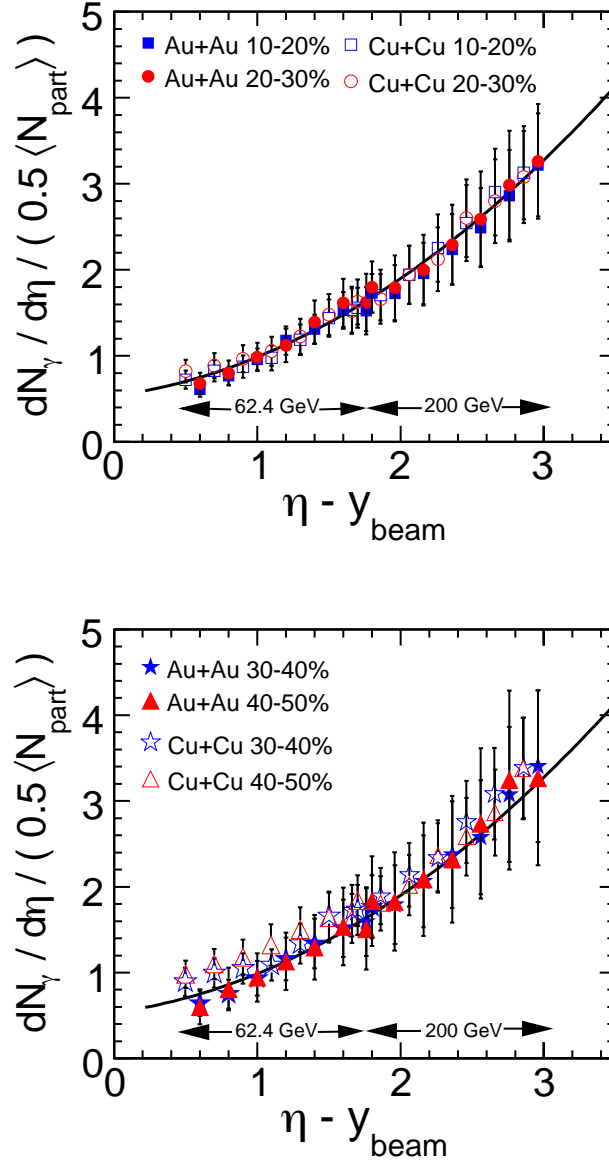 5
4
3
2
1
0
dN_γ / dη / ( 0.5 ⟨N_part⟩ )
Au+Au 10-20%
Cu+Cu 10-20%
Au+Au 20-30%
Cu+Cu 20-30%
62.4 GeV
200 GeV
0 1 2 3
η - y_beam
5
4
3
2
1
0
dN_γ / dη / ( 0.5 ⟨N_part⟩ )
Au+Au 30-40%
Au+Au 40-50%
Cu+Cu 30-40%
Cu+Cu 40-50%
62.4 GeV
200 GeV
0 1 2 3
η - y_beam